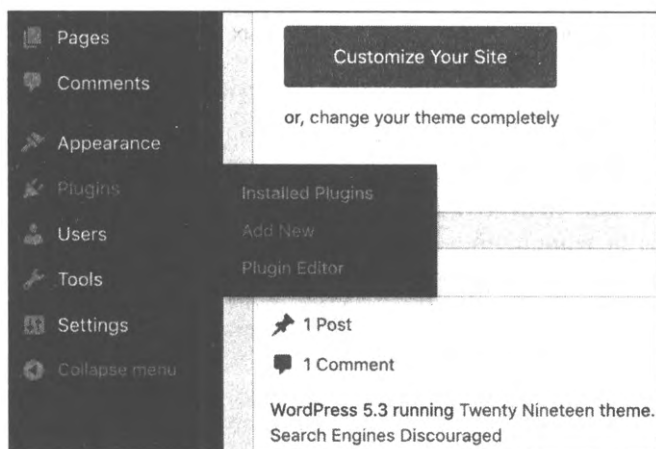 Pages
Comments
Appearance
Plugins
Users
Tools
Settings
Collapse menu
Customize Your Site
or, change your theme completely
Installed Plugins
Add New
Plugin Editor
1 Post
1 Comment
WordPress 5.3 running Twenty Nineteen theme.
Search Engines Discouraged